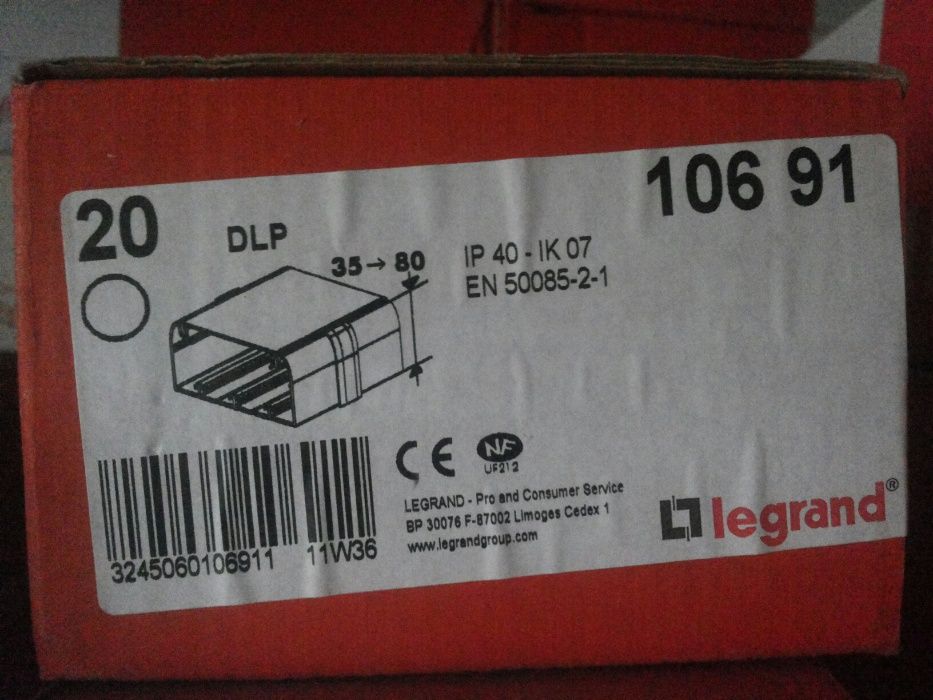 20
DLP
35→80
IP 40 - IK 07
EN 50085-2-1
106 91
CE NF
UF212
LEGRAND - Pro and Consumer Service
BP 30076 F-87002 Limoges Cedex 1
www.legrandgroup.com
3245060106911 11W36
legrand®